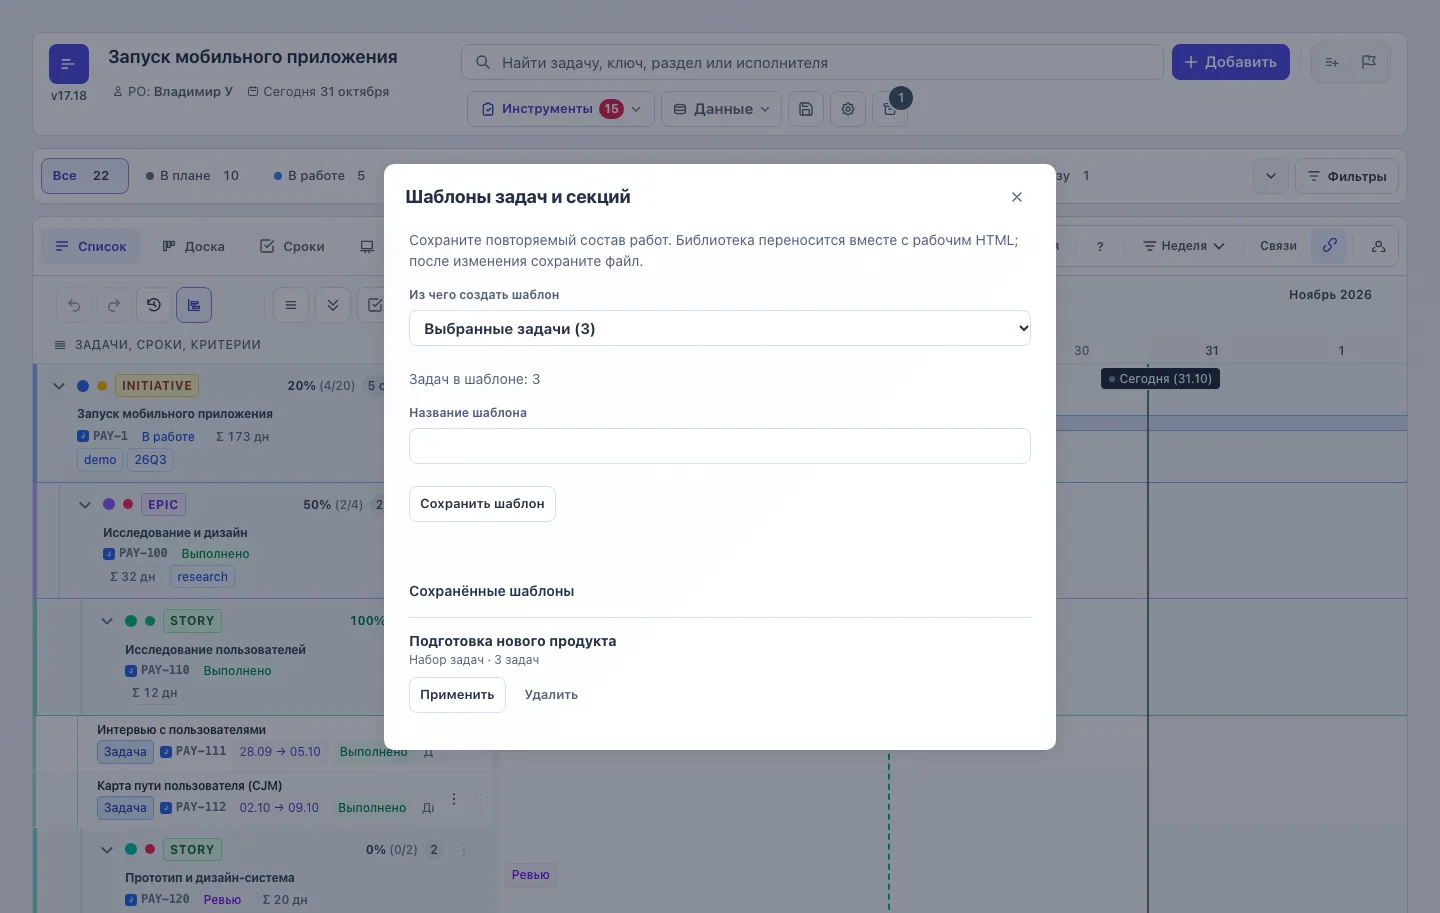 Запуск мобильного приложения
v17.18
PO: Владимир У
Сегодня 31 октября
Найти задачу, ключ, раздел или исполнителя
Добавить
Инструменты 15
Данные
1
Все 22
В плане 10
В работе 5
зу 1
Фильтры
Список
Доска
Сроки
?
Неделя
Связи
ЗАДАЧИ, СРОКИ, КРИТЕРИИ
Ноябрь 2026
30
31
1
Сегодня (31.10)
INITIATIVE
20% (4/20) 5
Запуск мобильного приложения
PAY-1 В работе Σ 173 дн
demo 26Q3
EPIC
50% (2/4) 2
Исследование и дизайн
PAY-100 Выполнено
Σ 32 дн research
STORY
100%
Исследование пользователей
PAY-110 Выполнено
Σ 12 дн
Интервью с пользователями
Задача PAY-111 28.09 → 05.10 Выполнено
Карта пути пользователя (CJM)
Задача PAY-112 02.10 → 09.10 Выполнено
STORY
0% (0/2) 2
Прототип и дизайн-система
PAY-120 Ревью Σ 20 дн
Ревью
Шаблоны задач и секций
Сохраните повторяемый состав работ. Библиотека переносится вместе с рабочим HTML;
после изменения сохраните файл.
Из чего создать шаблон
Выбранные задачи (3)
Задач в шаблоне: 3
Название шаблона
Сохранить шаблон
Сохранённые шаблоны
Подготовка нового продукта
Набор задач · 3 задач
Применить
Удалить